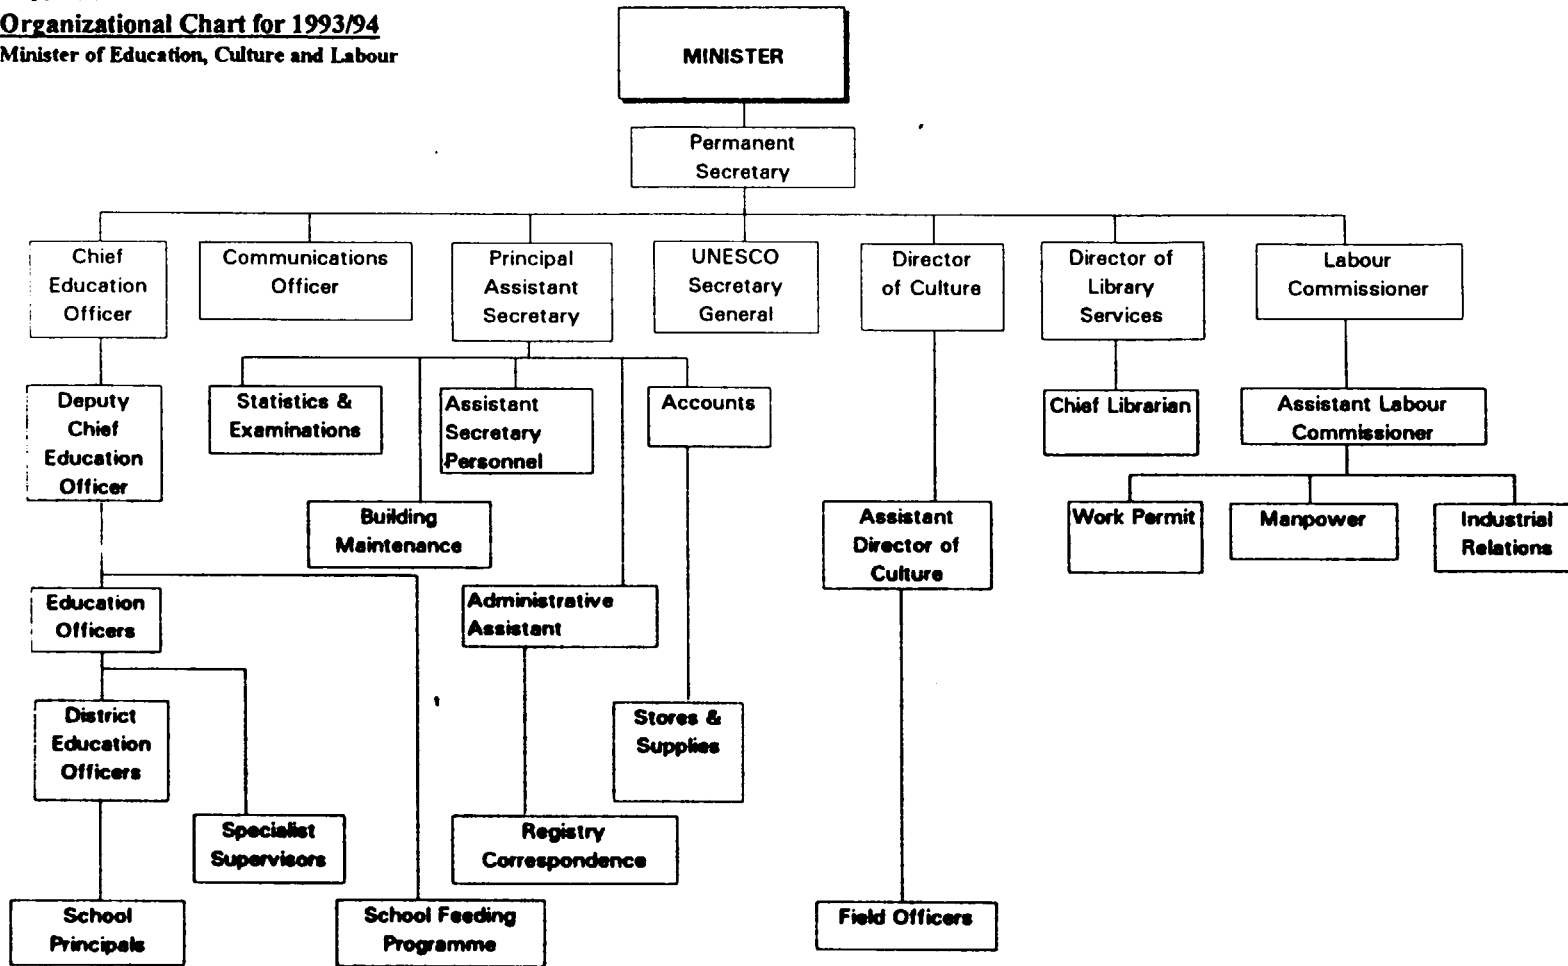 Organizational Chart for 1993/94
Minister of Education, Culture and Labour
MINISTER
Permanent
Secretary
Chief
Education
Officer
Communications
Officer
Principal
Assistant
Secretary
UNESCO
Secretary
General
Director
of Culture
Director of
Library
Services
Labour
Commissioner
Deputy
Chief
Education
Officer
Statistics &
Examinations
Assistant
Secretary
Personnel
Accounts
Chief Librarian
Assistant Labour
Commissioner
Building
Maintenance
Assistant
Director of
Culture
Work Permit
Manpower
Industrial
Relations
Education
Officers
Administrative
Assistant
District
Education
Officers
Stores &
Supplies
Specialist
Supervisors
Registry
Correspondence
School
Principals
School Feeding
Programme
Field Officers